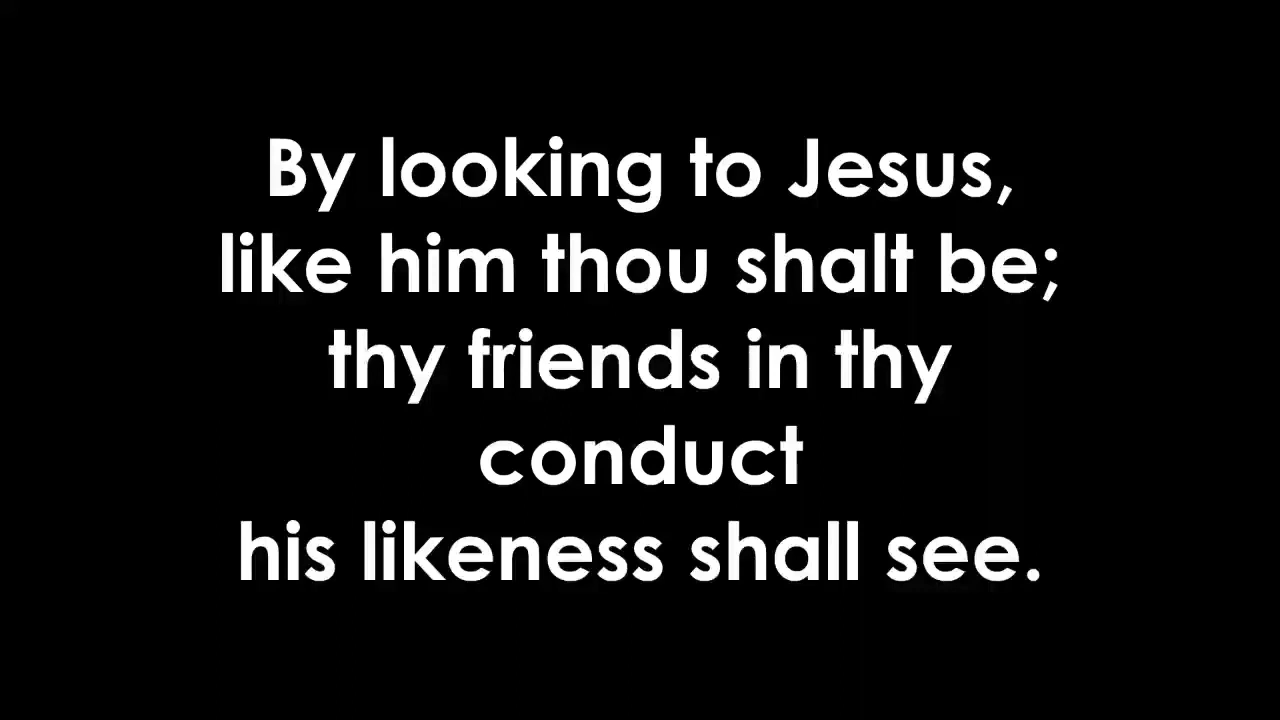 By looking to Jesus,
like him thou shalt be;
thy friends in thy
conduct
his likeness shall see.